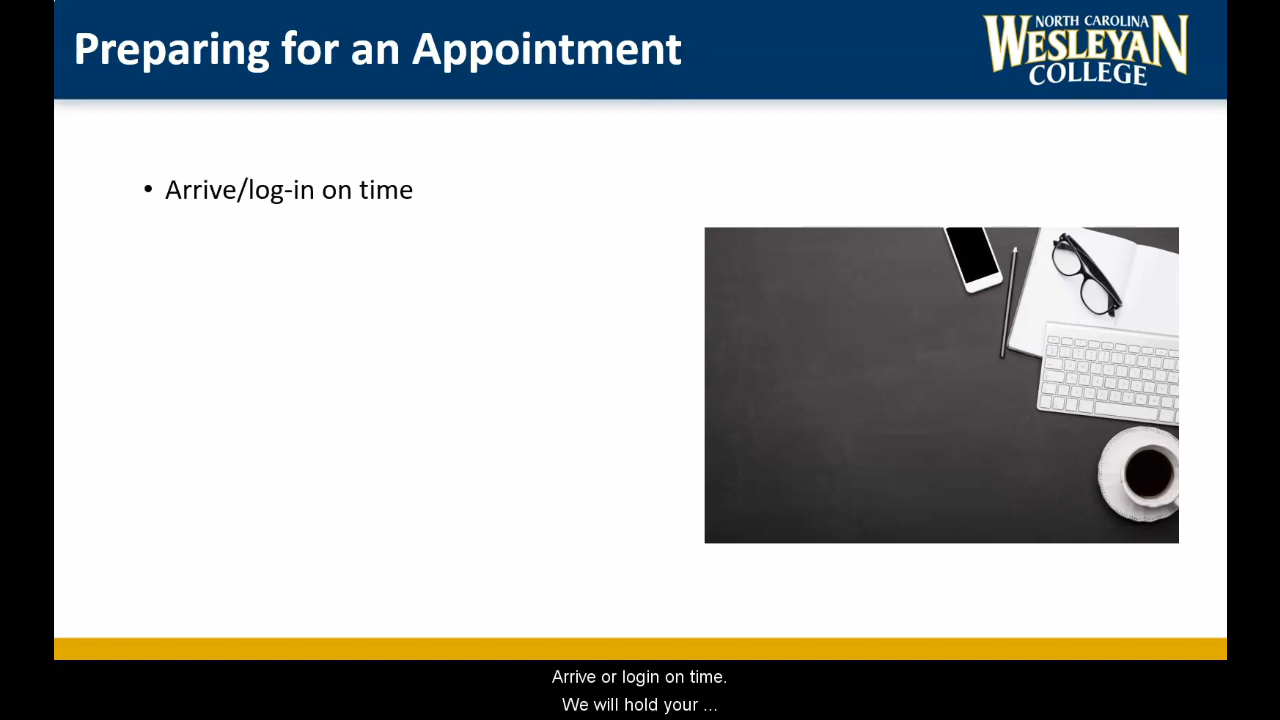 Preparing for an Appointment
NORTH CAROLINA
WESLEYAN
COLLEGE
• Arrive/log-in on time
Arrive or login on time.
We will hold your ...